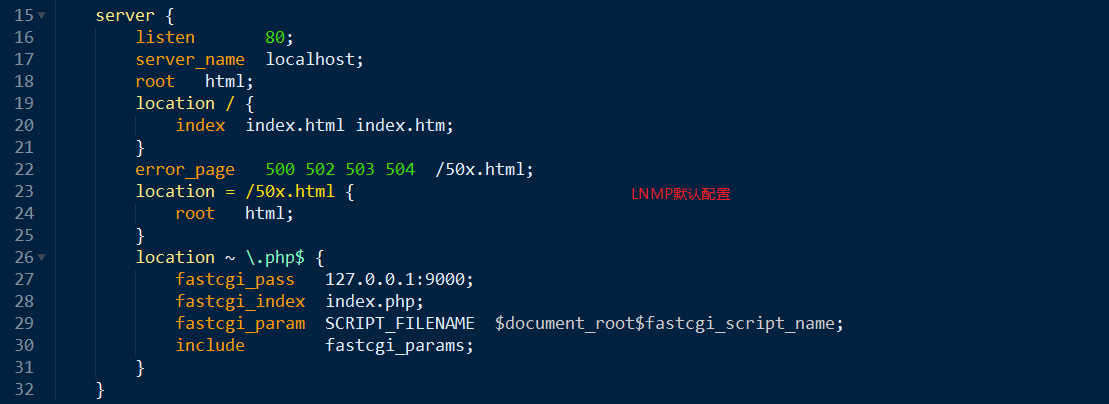 15 server {
16 listen 80;
17 server_name localhost;
18 root html;
19 location / {
20 index index.html index.htm;
21 }
22 error_page 500 502 503 504 /50x.html;
23 location = /50x.html {
LNMP默认配置
24 root html;
25 }
26 location ~ \.php$ {
27 fastcgi_pass 127.0.0.1:9000;
28 fastcgi_index index.php;
29 fastcgi_param SCRIPT_FILENAME $document_root$fastcgi_script_name;
30 include fastcgi_params;
31 }
32 }